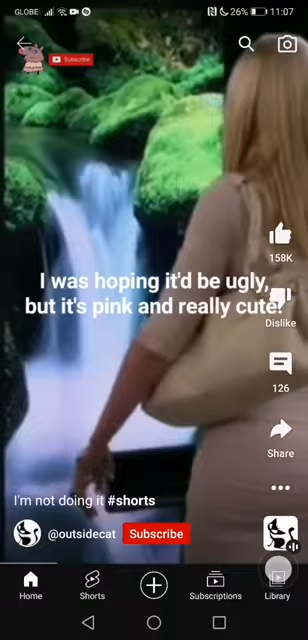 GLOBE
26%
11:07
Subscribe
I was hoping it'd be ugly,
but it's pink and really cute?
158K
Dislike
126
Share
I'm not doing it #shorts
@outsidecat
Subscribe
Home
Shorts
Subscriptions
Library